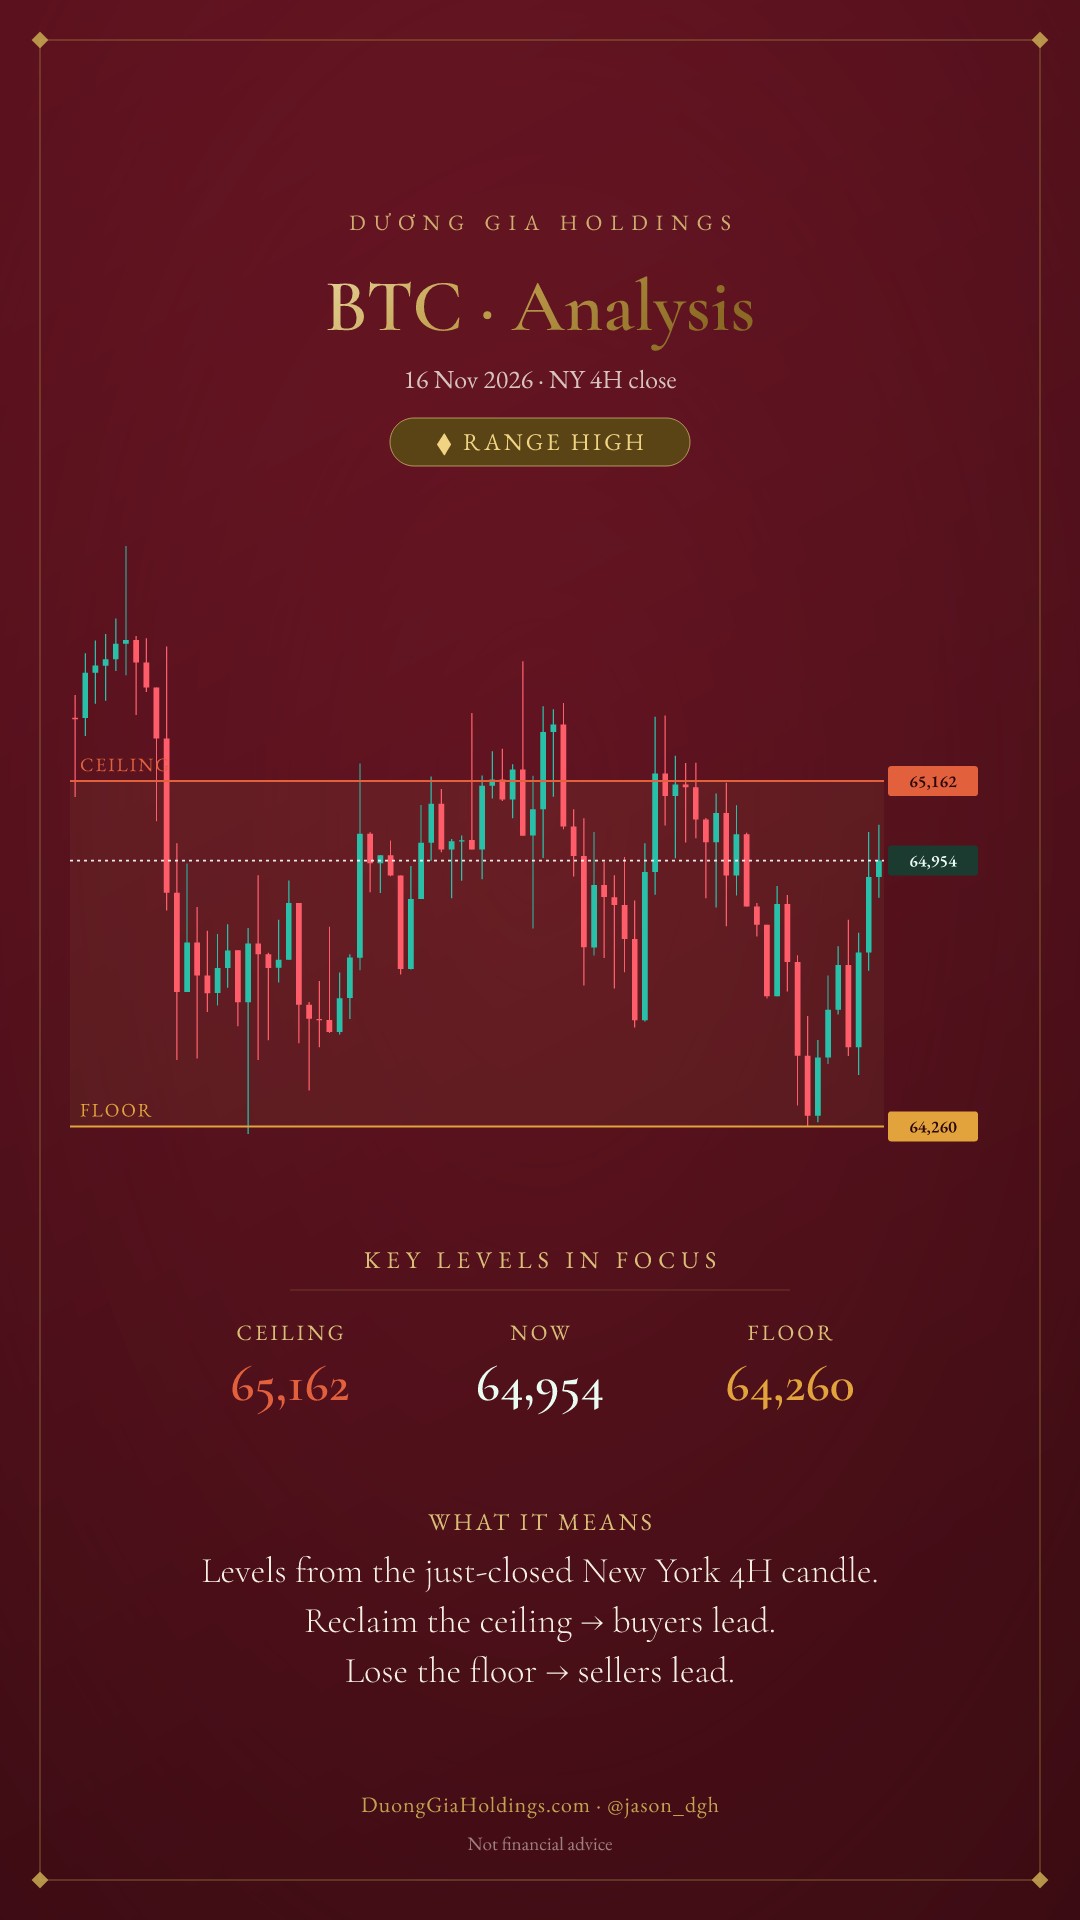 DƯƠNG GIA HOLDINGS
BTC · Analysis
16 Nov 2026 · NY 4H close
♦ RANGE HIGH
CEILING
65,162
64,954
FLOOR
64,260
KEY LEVELS IN FOCUS
CEILING NOW FLOOR
65,162 64,954 64,260
WHAT IT MEANS
Levels from the just-closed New York 4H candle.
Reclaim the ceiling → buyers lead.
Lose the floor → sellers lead.
DuongGiaHoldings.com · @jason_dgh
Not financial advice